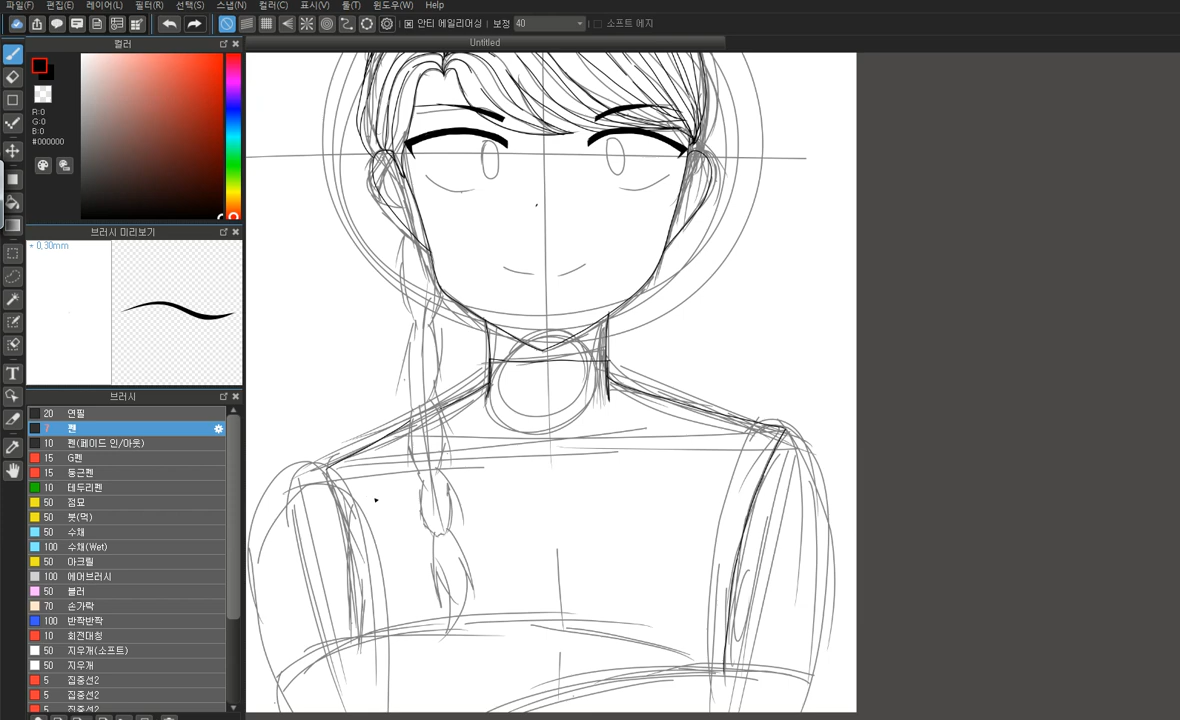 파일(F) 편집(E) 레이어(L) 필터(R) 선택(S) 스냅(N) 컬러(C) 표시(V) 툴(T) 윈도우(W) Help
안티 에일리어싱 보정 40 소프트 에지
컬러
Untitled
R:0
G:0
B:0
#000000
브러시 미리보기
* 0.30mm
T
브러시
20 연필
7 펜
10 펜(페이드 인/아웃)
15 G펜
15 둥근펜
10 테두리펜
50 점묘
50 붓(먹)
50 수채
100 수채(Wet)
50 아크릴
100 에어브러시
50 블러
70 손가락
100 반짝반짝
10 회전대칭
50 지우개(소프트)
50 지우개
5 집중선2
5 집중선2
5 집중선2